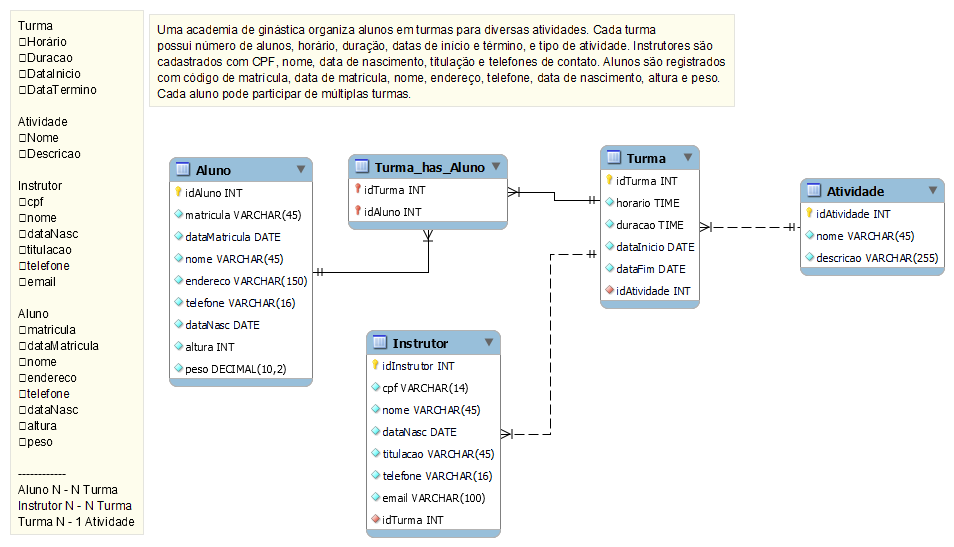 Turma
Horário
Duracao
DataInicio
DataTermino
Atividade
Nome
Descricao
Instrutor
cpf
nome
dataNasc
titulacao
telefone
email
Aluno
matricula
dataMatricula
nome
endereco
telefone
dataNasc
altura
peso
------------
Aluno N - N Turma
Instrutor N - N Turma
Turma N - 1 Atividade
Uma academia de ginástica organiza alunos em turmas para diversas atividades. Cada turma
possui número de alunos, horário, duração, datas de início e término, e tipo de atividade. Instrutores são
cadastrados com CPF, nome, data de nascimento, titulação e telefones de contato. Alunos são registrados
com código de matrícula, data de matrícula, nome, endereço, telefone, data de nascimento, altura e peso.
Cada aluno pode participar de múltiplas turmas.
Aluno
idAluno INT
matricula VARCHAR(45)
dataMatricula DATE
nome VARCHAR(45)
endereco VARCHAR(150)
telefone VARCHAR(16)
dataNasc DATE
altura INT
peso DECIMAL(10,2)
Turma_has_Aluno
idTurma INT
idAluno INT
Turma
idTurma INT
horario TIME
duracao TIME
dataInicio DATE
dataFim DATE
idAtividade INT
Atividade
idAtividade INT
nome VARCHAR(45)
descricao VARCHAR(255)
Instrutor
idInstrutor INT
cpf VARCHAR(14)
nome VARCHAR(45)
dataNasc DATE
titulacao VARCHAR(45)
telefone VARCHAR(16)
email VARCHAR(100)
idTurma INT